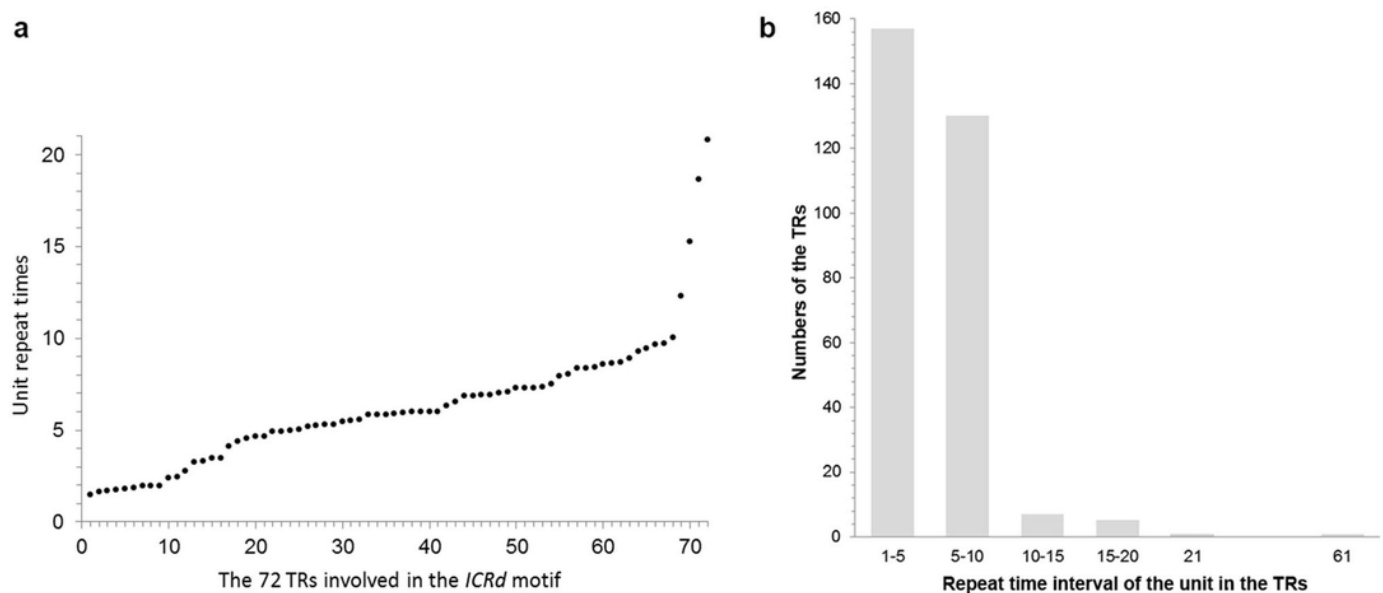 a
20
15
10
5
0
Unit repeat times
0 10 20 30 40 50 60 70
The 72 TRs involved in the ICRd motif
b
160
140
120
100
80
60
40
20
0
Numbers of the TRs
1-5 5-10 10-15 15-20 21 61
Repeat time interval of the unit in the TRs